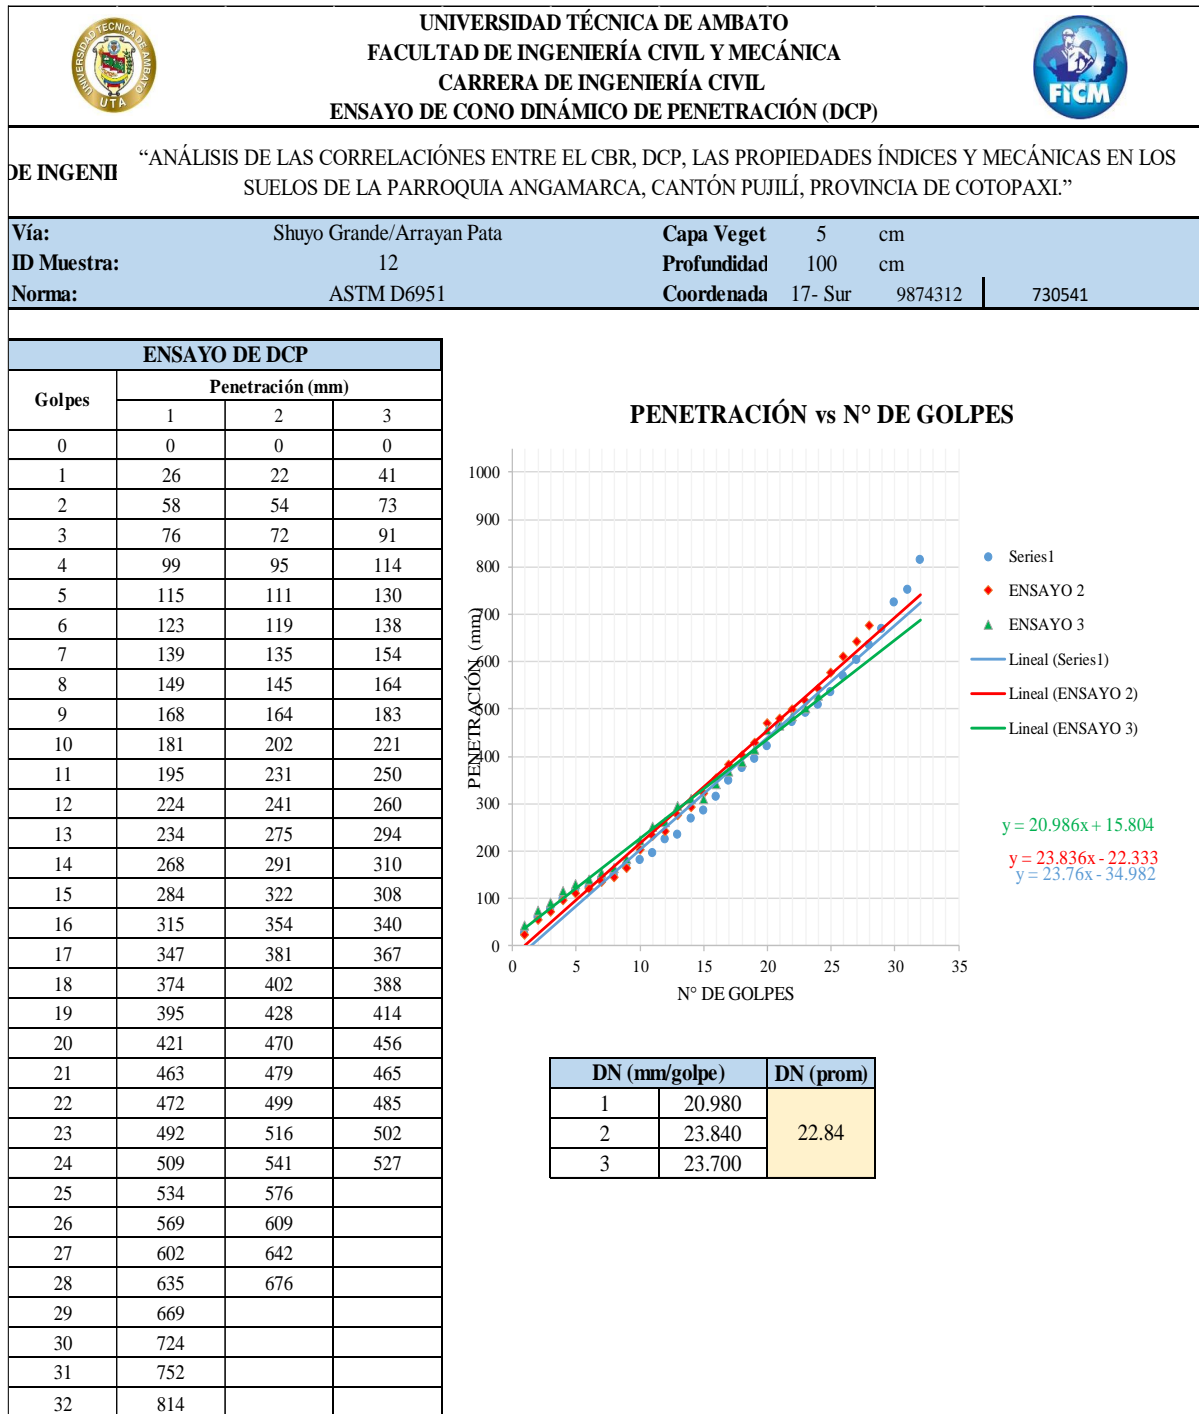 UNIVERSIDAD TÉCNICA DE AMBATO
FACULTAD DE INGENIERÍA CIVIL Y MECÁNICA
CARRERA DE INGENIERÍA CIVIL
ENSAYO DE CONO DINÁMICO DE PENETRACIÓN (DCP)
UNIVERSIDAD TECNICA DE AMBATO
UTA
FICM
DE INGENII
“ANÁLISIS DE LAS CORRELACIÓNES ENTRE EL CBR, DCP, LAS PROPIEDADES ÍNDICES Y MECÁNICAS EN LOS
SUELOS DE LA PARROQUIA ANGAMARCA, CANTÓN PUJILÍ, PROVINCIA DE COTOPAXI.”
Vía: Shuyo Grande/Arrayan Pata Capa Veget 5 cm
ID Muestra: 12 Profundidad 100 cm
Norma: ASTM D6951 Coordenada 17- Sur 9874312 730541
ENSAYO DE DCP
Golpes Penetración (mm)
1 2 3
0 0 0 0
1 26 22 41
2 58 54 73
3 76 72 91
4 99 95 114
5 115 111 130
6 123 119 138
7 139 135 154
8 149 145 164
9 168 164 183
10 181 202 221
11 195 231 250
12 224 241 260
13 234 275 294
14 268 291 310
15 284 322 308
16 315 354 340
17 347 381 367
18 374 402 388
19 395 428 414
20 421 470 456
21 463 479 465
22 472 499 485
23 492 516 502
24 509 541 527
25 534 576
26 569 609
27 602 642
28 635 676
29 669
30 724
31 752
32 814
PENETRACIÓN vs N° DE GOLPES
PENETRACIÓN (mm)
1000
900
800
700
600
500
400
300
200
100
0
0 5 10 15 20 25 30 35
N° DE GOLPES
Series1
ENSAYO 2
ENSAYO 3
Lineal (Series1)
Lineal (ENSAYO 2)
Lineal (ENSAYO 3)
y = 20.986x + 15.804
y = 23.836x - 22.333
y = 23.76x - 34.982
DN (mm/golpe) DN (prom)
1 20.980
2 23.840 22.84
3 23.700